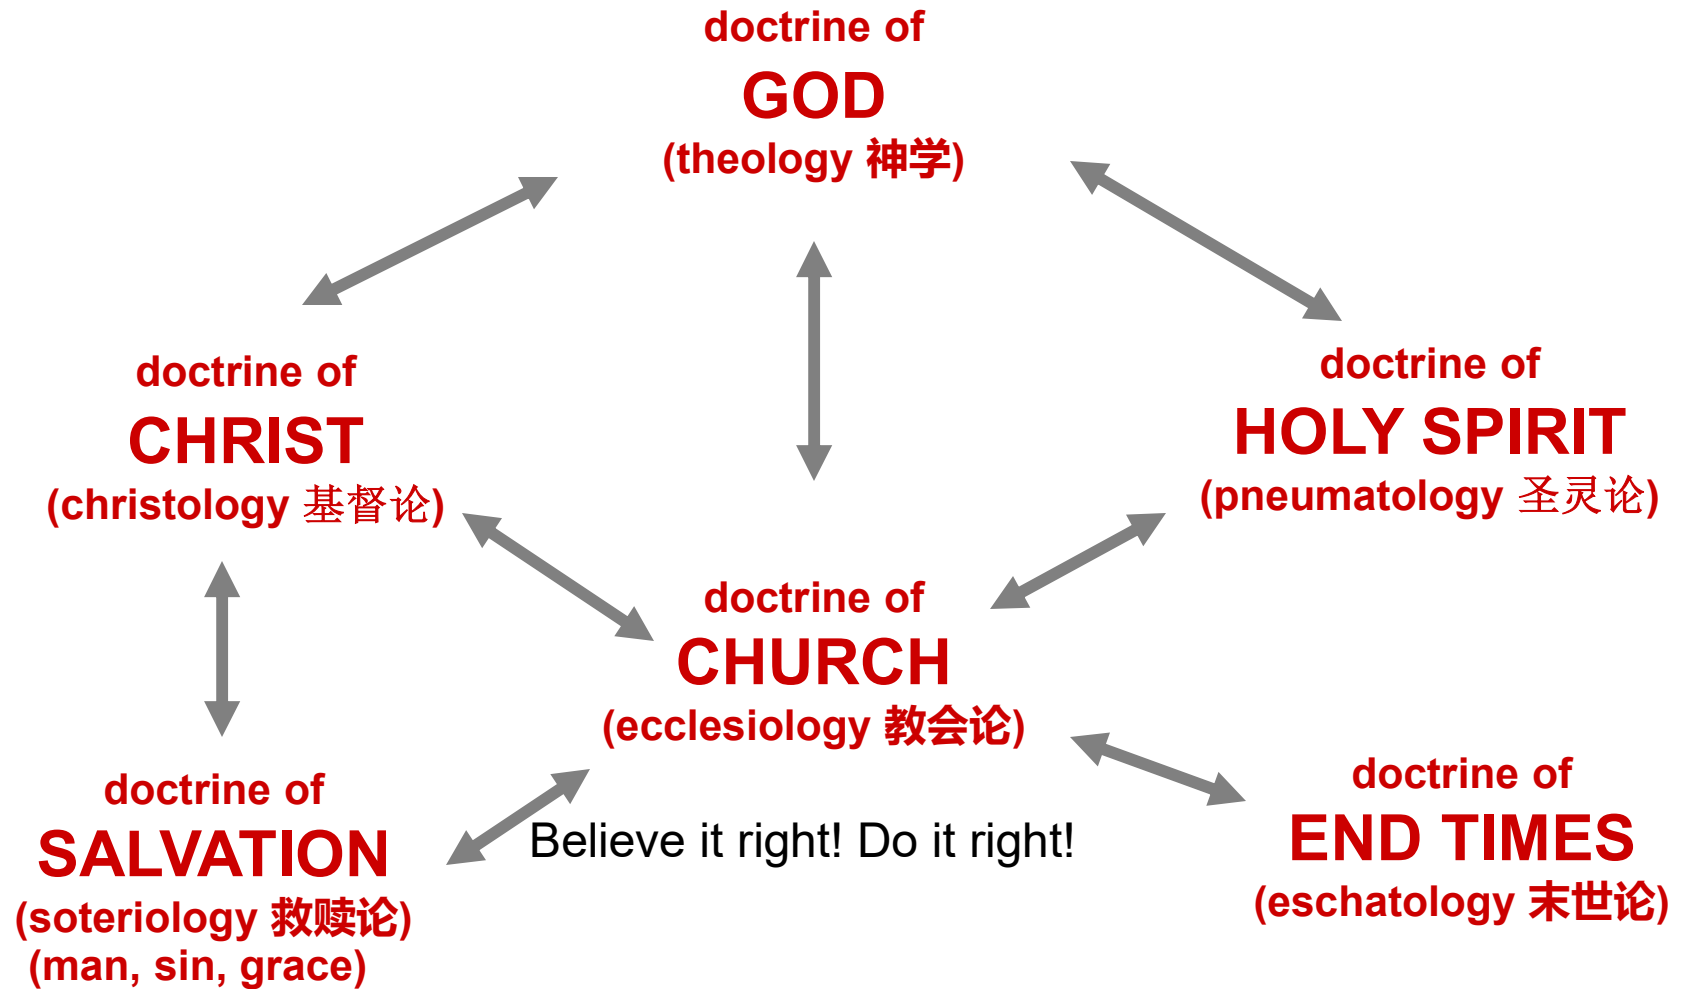 doctrine of
GOD
(theology 神学)
doctrine of
CHRIST
(christology 基督论)
doctrine of
HOLY SPIRIT
(pneumatology 圣灵论)
doctrine of
CHURCH
(ecclesiology 教会论)
Believe it right! Do it right!
doctrine of
SALVATION
(soteriology 救赎论)
(man, sin, grace)
doctrine of
END TIMES
(eschatology 末世论)